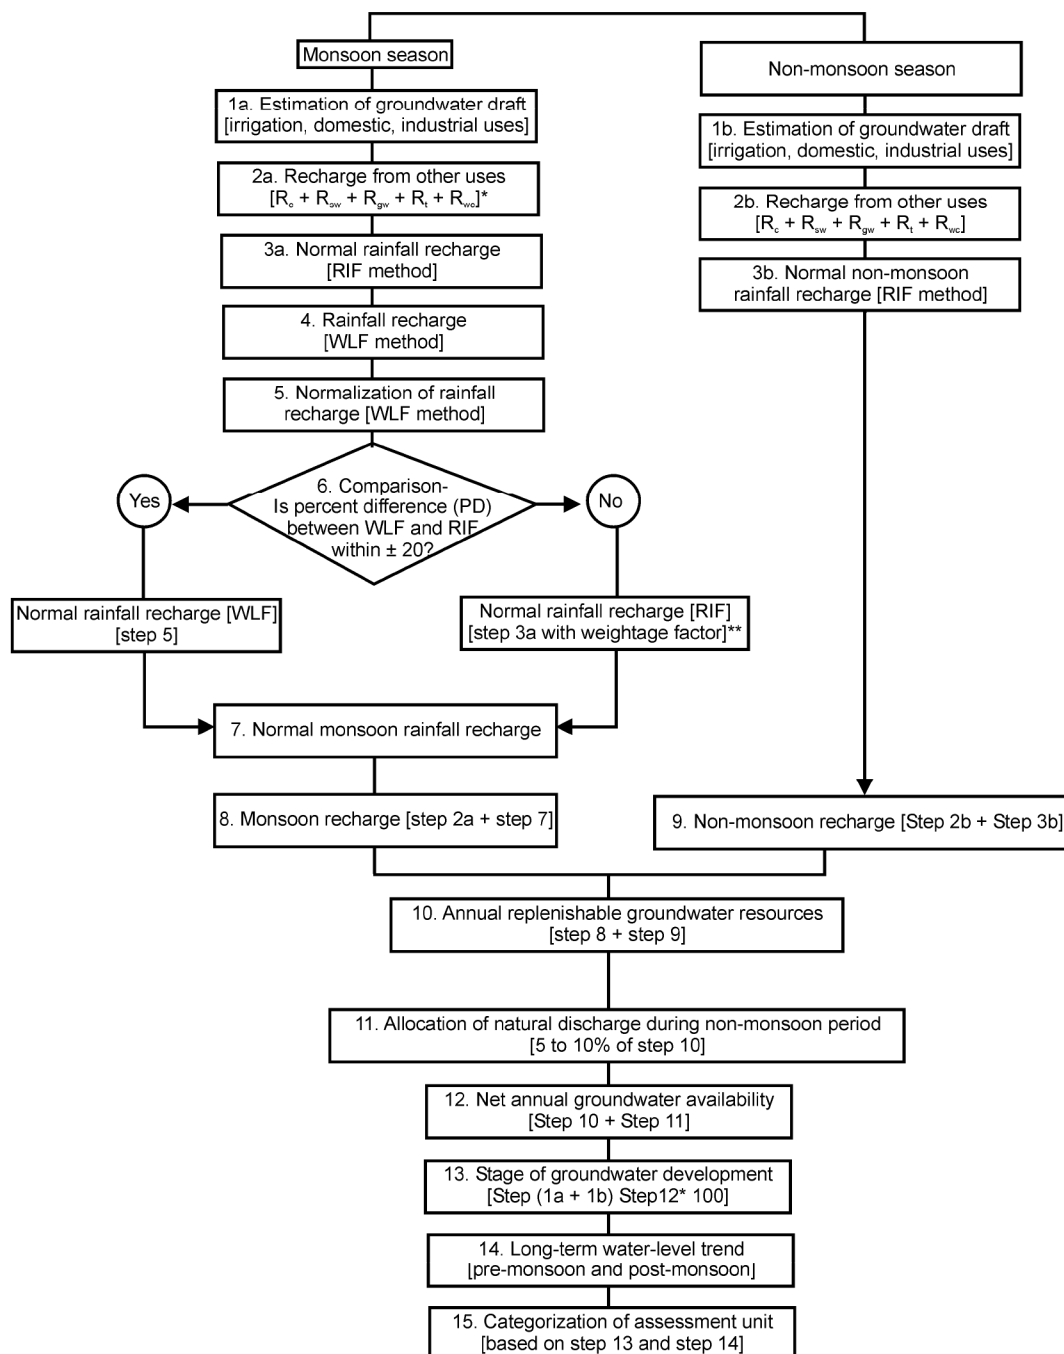 Monsoon season
1a. Estimation of groundwater draft
[irrigation, domestic, industrial uses]
2a. Recharge from other uses
[Rc + Rsw + Rgw + Rt + Rwc]*
3a. Normal rainfall recharge
[RIF method]
4. Rainfall recharge
[WLF method]
5. Normalization of rainfall
recharge [WLF method]
6. Comparison-
Is percent difference (PD)
between WLF and RIF
within ± 20?
Yes
No
Normal rainfall recharge [WLF]
[step 5]
Normal rainfall recharge [RIF]
[step 3a with weightage factor]**
7. Normal monsoon rainfall recharge
8. Monsoon recharge [step 2a + step 7]
Non-monsoon season
1b. Estimation of groundwater draft
[irrigation, domestic, industrial uses]
2b. Recharge from other uses
[Rc + Rsw + Rgw + Rt + Rwc]
3b. Normal non-monsoon
rainfall recharge [RIF method]
9. Non-monsoon recharge [Step 2b + Step 3b]
10. Annual replenishable groundwater resources
[step 8 + step 9]
11. Allocation of natural discharge during non-monsoon period
[5 to 10% of step 10]
12. Net annual groundwater availability
[Step 10 + Step 11]
13. Stage of groundwater development
[Step (1a + 1b) Step12* 100]
14. Long-term water-level trend
[pre-monsoon and post-monsoon]
15. Categorization of assessment unit
[based on step 13 and step 14]